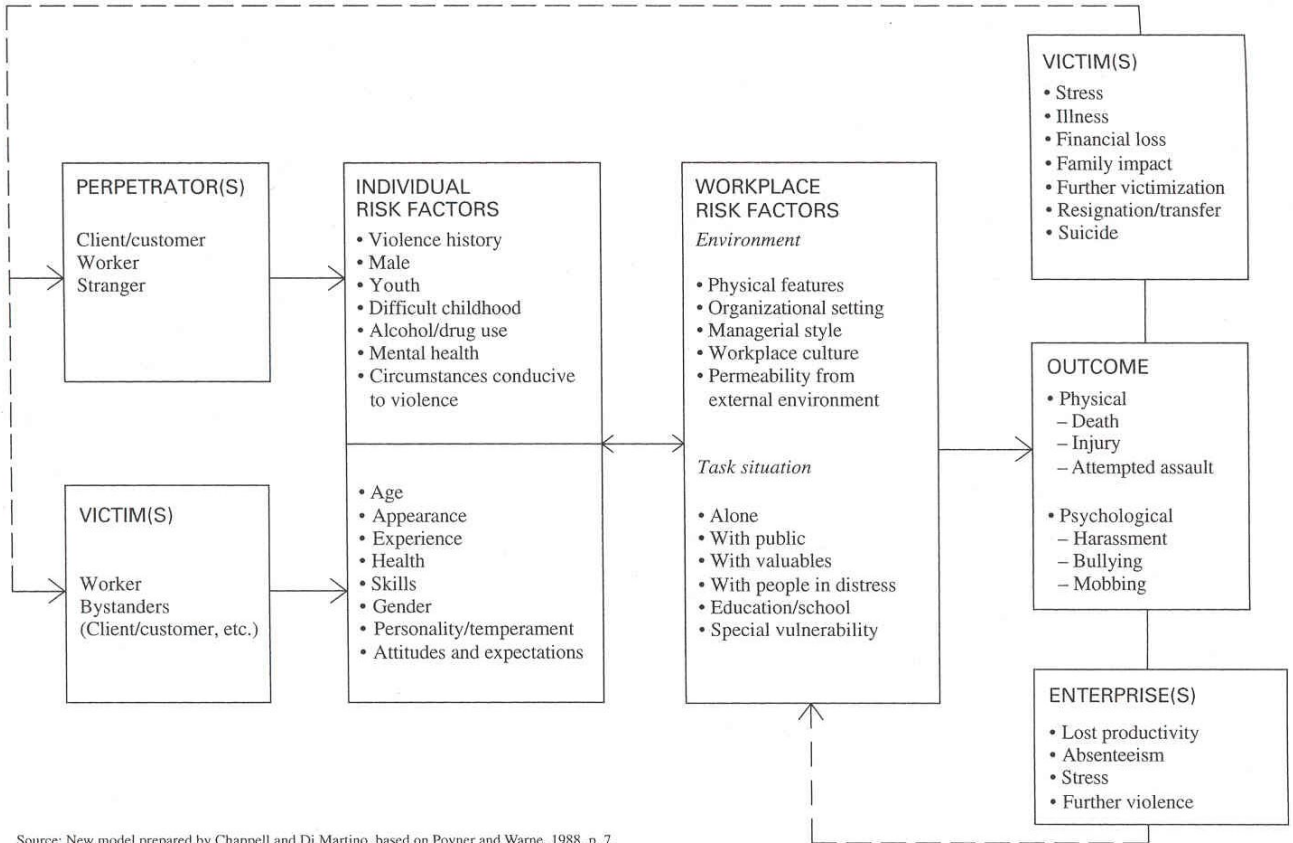 PERPETRATOR(S)
Client/customer
Worker
Stranger
VICTIM(S)
Worker
Bystanders
(Client/customer, etc.)
INDIVIDUAL
RISK FACTORS
• Violence history
• Male
• Youth
• Difficult childhood
• Alcohol/drug use
• Mental health
• Circumstances conducive
to violence
• Age
• Appearance
• Experience
• Health
• Skills
• Gender
• Personality/temperament
• Attitudes and expectations
WORKPLACE
RISK FACTORS
Environment
• Physical features
• Organizational setting
• Managerial style
• Workplace culture
• Permeability from
external environment
Task situation
• Alone
• With public
• With valuables
• With people in distress
• Education/school
• Special vulnerability
VICTIM(S)
• Stress
• Illness
• Financial loss
• Family impact
• Further victimization
• Resignation/transfer
• Suicide
OUTCOME
• Physical
– Death
– Injury
– Attempted assault
• Psychological
– Harassment
– Bullying
– Mobbing
ENTERPRISE(S)
• Lost productivity
• Absenteeism
• Stress
• Further violence
Source: New model prepared by Chappell and Di Martino, based on Poyner and Warne, 1988, p. 7.